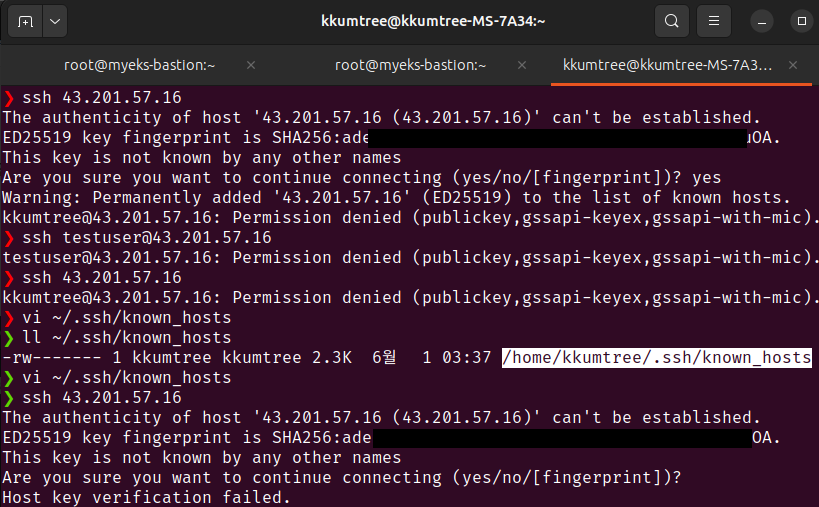 kkumtree@kkumtree-MS-7A34:~
root@myeks-bastion:~ × root@myeks-bastion:~ × kkumtree@kkumtree-MS-7A3… ×
❯ ssh 43.201.57.16
The authenticity of host '43.201.57.16 (43.201.57.16)' can't be established.
ED25519 key fingerprint is SHA256:ade uOA.
This key is not known by any other names
Are you sure you want to continue connecting (yes/no/[fingerprint])? yes
Warning: Permanently added '43.201.57.16' (ED25519) to the list of known hosts.
kkumtree@43.201.57.16: Permission denied (publickey,gssapi-keyex,gssapi-with-mic).
❯ ssh testuser@43.201.57.16
testuser@43.201.57.16: Permission denied (publickey,gssapi-keyex,gssapi-with-mic).
❯ ssh 43.201.57.16
kkumtree@43.201.57.16: Permission denied (publickey,gssapi-keyex,gssapi-with-mic).
❯ vi ~/.ssh/known_hosts
❯ ll ~/.ssh/known_hosts
-rw------- 1 kkumtree kkumtree 2.3K 6월 1 03:37 /home/kkumtree/.ssh/known_hosts
❯ vi ~/.ssh/known_hosts
❯ ssh 43.201.57.16
The authenticity of host '43.201.57.16 (43.201.57.16)' can't be established.
ED25519 key fingerprint is SHA256:ade OA.
This key is not known by any other names
Are you sure you want to continue connecting (yes/no/[fingerprint])?
Host key verification failed.